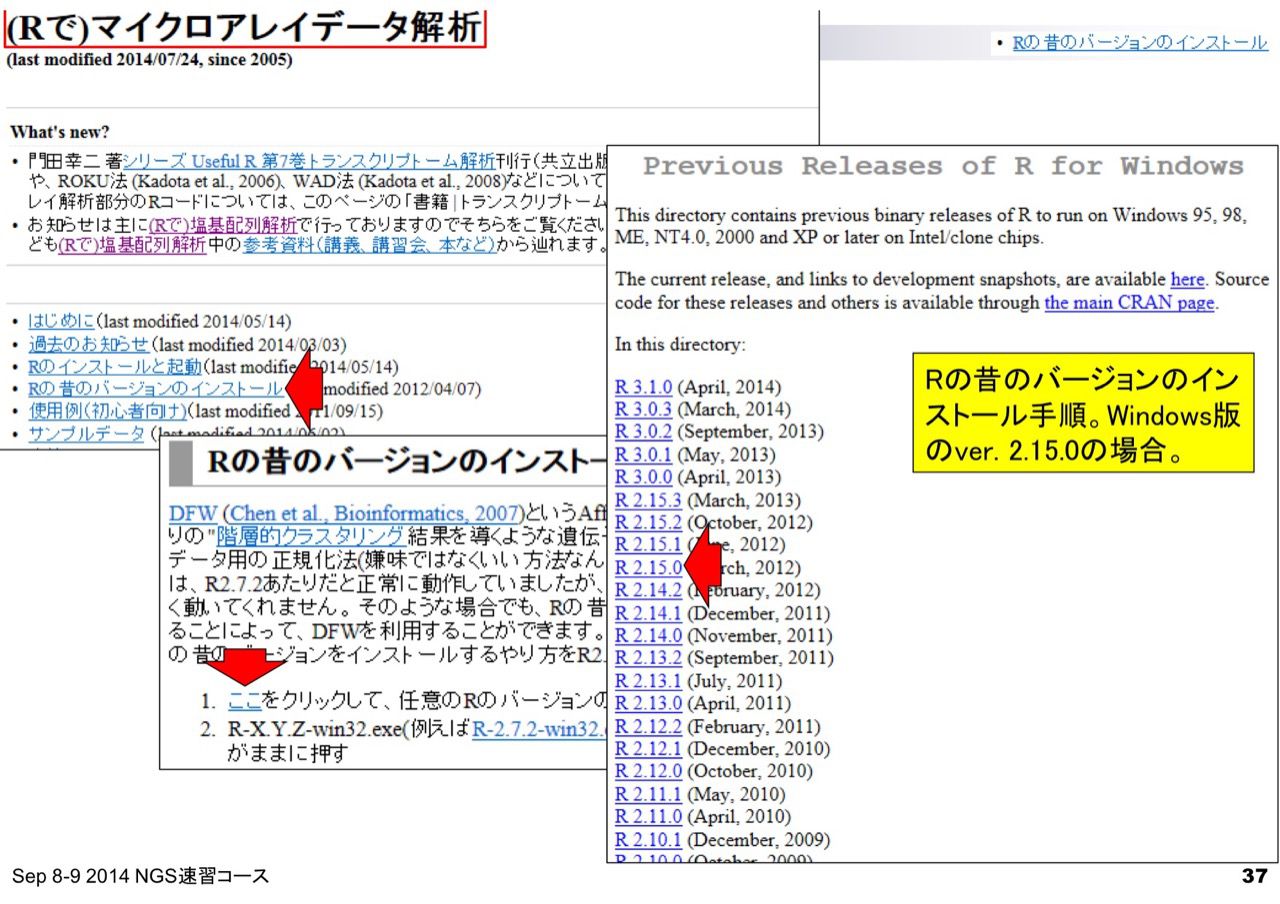 (Rで)マイクロアレイデータ解析
(last modified 2014/07/24, since 2005)
• Rの昔のバージョンのインストール
What's new?
• 門田幸二 著シリーズ Useful R 第7巻トランスクリプトーム解析刊行(共立出版
や、ROKU法 (Kadota et al., 2006)、WAD法 (Kadota et al., 2008)などについて
レイ解析部分のRコードについては、このページの「書籍 | トランスクリプトーム
• お知らせは主に(Rで)塩基配列解析で行っておりますのでそちらをご覧くださ
ども(Rで)塩基配列解析中の参考資料(講義、講習会、本など)から辿れます。
• はじめに(last modified 2014/05/14)
• 過去のお知らせ (last modified 2014/03/03)
• Rのインストールと起動(last modified 2014/05/14)
• Rの昔のバージョンのインストール modified 2012/04/07)
• 使用例(初心者向け)(last modified 2011/09/15)
• サンプルデータ (last modified 2014/06/02)
Rの昔のバージョンのインストー
DFW (Chen et al., Bioinformatics, 2007)というAff
りの"階層的クラスタリング結果を導くような遺伝
データ用の正規化法(嫌味ではなくいい方法なん
は、R2.7.2あたりだと正常に動作していましたが、
く動いてくれません。そのような場合でも、Rの昔
ることによって、DFWを利用することができます。
の昔のバージョンをインストールするやり方をR2.
1. ここをクリックして、任意のRのバージョンの
2. R-X.Y.Z-win32.exe(例えばR-2.7.2-win32.
がままに押す
Previous Releases of R for Windows
This directory contains previous binary releases of R to run on Windows 95, 98,
ME, NT4.0, 2000 and XP or later on Intel/clone chips.
The current release, and links to development snapshots, are available here. Source
code for these releases and others is available through the main CRAN page.
In this directory:
R 3.1.0 (April, 2014)
R 3.0.3 (March, 2014)
R 3.0.2 (September, 2013)
R 3.0.1 (May, 2013)
R 3.0.0 (April, 2013)
R 2.15.3 (March, 2013)
R 2.15.2 (October, 2012)
R 2.15.1 (June, 2012)
R 2.15.0 (March, 2012)
R 2.14.2 (February, 2012)
R 2.14.1 (December, 2011)
R 2.14.0 (November, 2011)
R 2.13.2 (September, 2011)
R 2.13.1 (July, 2011)
R 2.13.0 (April, 2011)
R 2.12.2 (February, 2011)
R 2.12.1 (December, 2010)
R 2.12.0 (October, 2010)
R 2.11.1 (May, 2010)
R 2.11.0 (April, 2010)
R 2.10.1 (December, 2009)
R 2.10.0 (October, 2009)
Rの昔のバージョンのイン
ストール手順。Windows版
のver. 2.15.0の場合。
Sep 8-9 2014 NGS速習コース
37